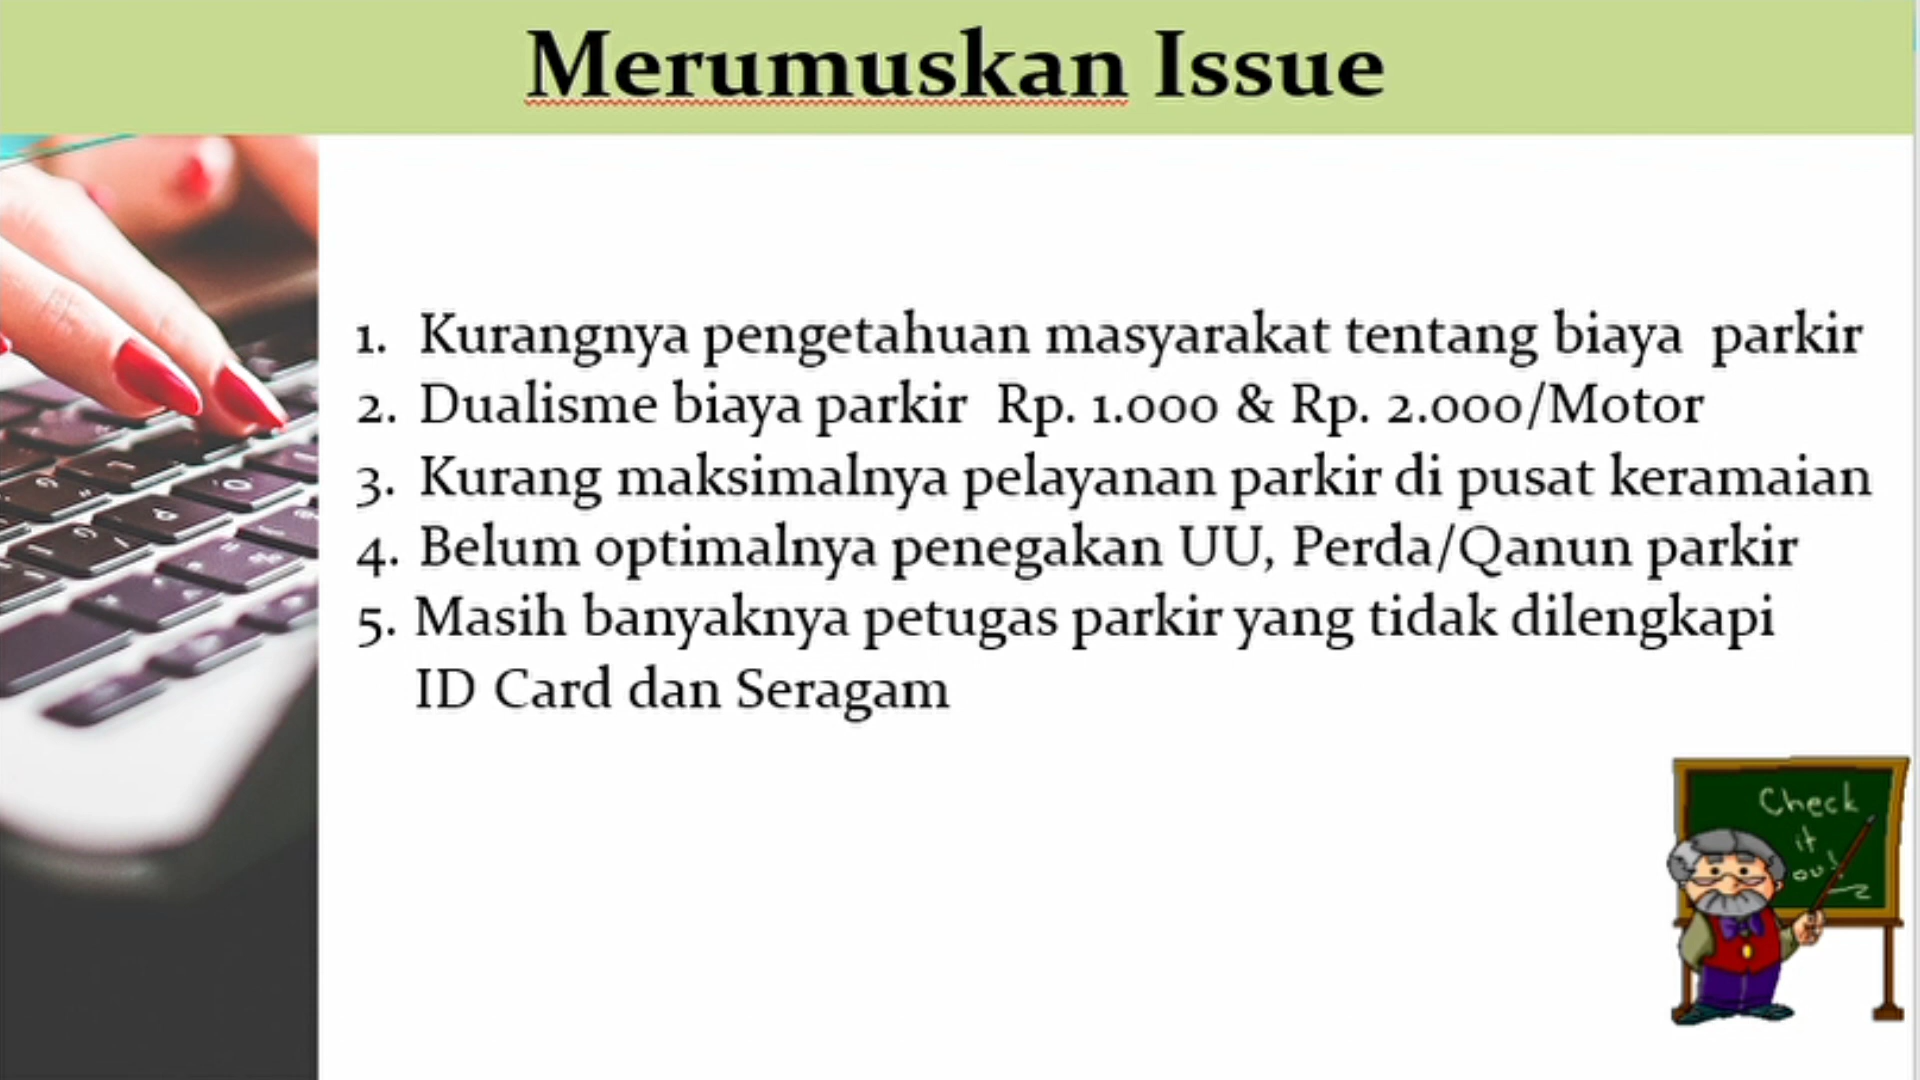 Merumuskan Issue
1. Kurangnya pengetahuan masyarakat tentang biaya parkir
2. Dualisme biaya parkir Rp. 1.000 & Rp. 2.000/Motor
3. Kurang maksimalnya pelayanan parkir di pusat keramaian
4. Belum optimalnya penegakan UU, Perda/Qanun parkir
5. Masih banyaknya petugas parkir yang tidak dilengkapi
ID Card dan Seragam
Check
it
out